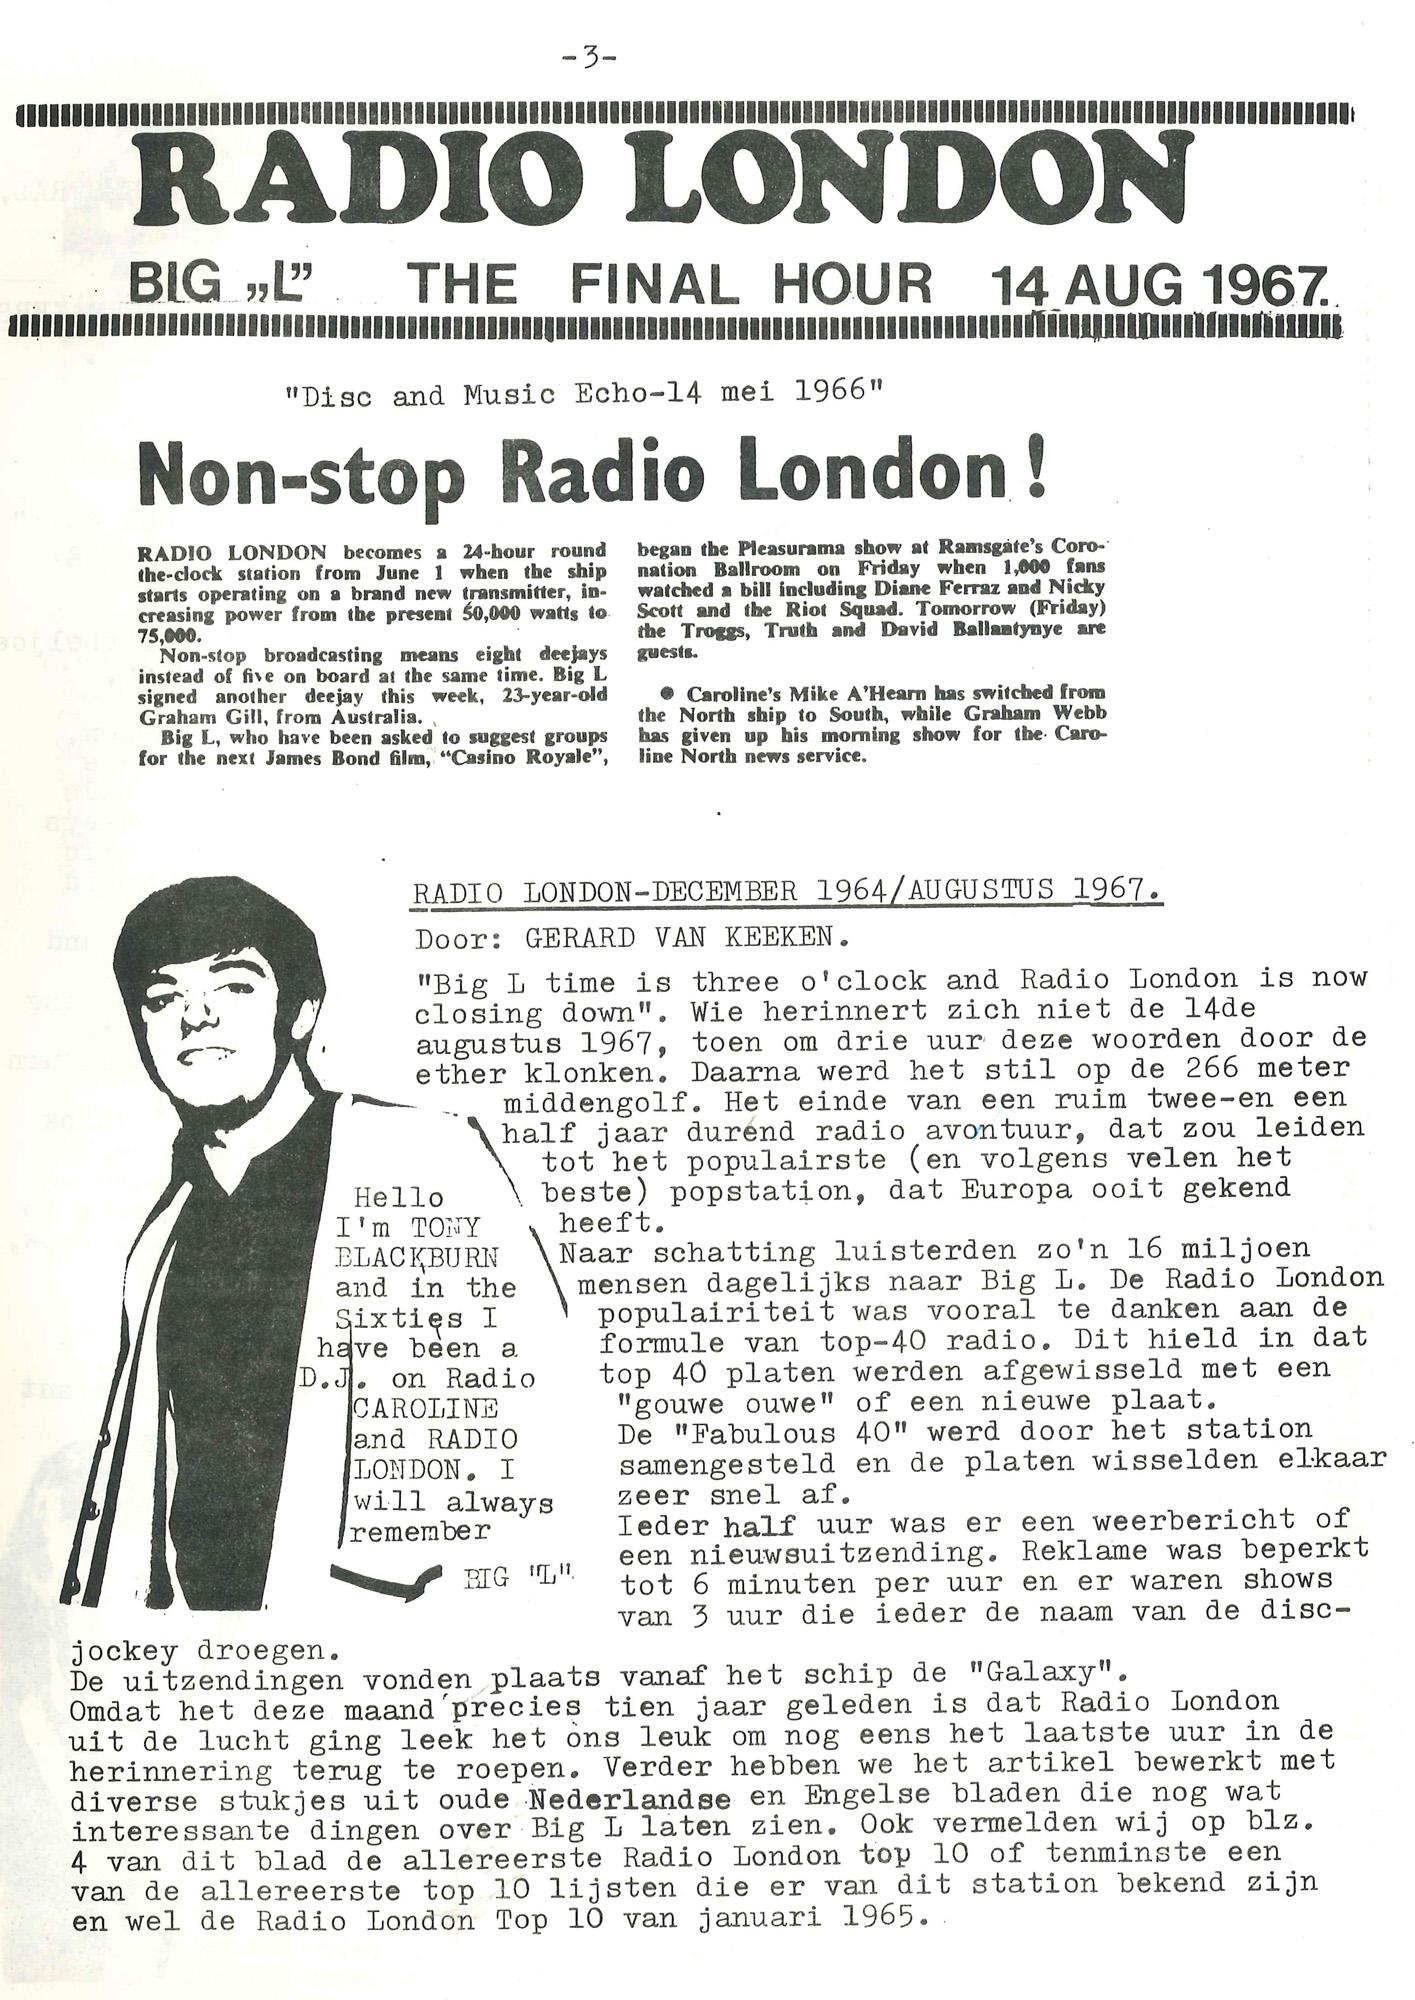 -3-
RADIO LONDON
BIG „L” THE FINAL HOUR 14 AUG 1967.
"Disc and Music Echo-14 mei 1966"
Non-stop Radio London!
RADIO LONDON becomes a 24-hour round
the-clock station from June 1 when the ship
starts operating on a brand new transmitter, in-
creasing power from the present 50,000 watts to
75,000.
Non-stop broadcasting means eight deejays
instead of five on board at the same time. Big L
signed another deejay this week, 23-year-old
Graham Gill, from Australia.
Big L, who have been asked to suggest groups
for the next James Bond film, “Casino Royale”,
began the Pleasurama show at Ramsgate's Coro-
nation Ballroom on Friday when 1,000 fans
watched a bill including Diane Ferraz and Nicky
Scott and the Riot Squad. Tomorrow (Friday)
the Troggs, Truth and David Ballantynye are
guests.
● Caroline's Mike A'Hearn has switched from
the North ship to South, while Graham Webb
has given up his morning show for the Caro-
line North news service.
RADIO LONDON-DECEMBER 1964/AUGUSTUS 1967.
Door: GERARD VAN KEEKEN.
"Big L time is three o'clock and Radio London is now
closing down". Wie herinnert zich niet de 14de
augustus 1967, toen om drie uur deze woorden door de
ether klonken. Daarna werd het stil op de 266 meter
middengolf. Het einde van een ruim twee-en een
half jaar durend radio avontuur, dat zou leiden
tot het populairste (en volgens velen het
beste) popstation, dat Europa ooit gekend
heeft.
Naar schatting luisterden zo'n 16 miljoen
mensen dagelijks naar Big L. De Radio London
populairiteit was vooral te danken aan de
formule van top-40 radio. Dit hield in dat
top 40 platen werden afgewisseld met een
"gouwe ouwe" of een nieuwe plaat.
De "Fabulous 40" werd door het station
samengesteld en de platen wisselden elkaar
zeer snel af.
Ieder half uur was er een weerbericht of
een nieuwsuitzending. Reklame was beperkt
tot 6 minuten per uur en er waren shows
van 3 uur die ieder de naam van de disc-
Hello
I'm TONY
BLACKBURN
and in the
Sixties I
have been a
D.J. on Radio
CAROLINE
and RADIO
LONDON. I
will always
remember
BIG "L".
jockey droegen.
De uitzendingen vonden plaats vanaf het schip de "Galaxy".
Omdat het deze maand precies tien jaar geleden is dat Radio London
uit de lucht ging leek het ons leuk om nog eens het laatste uur in de
herinnering terug te roepen. Verder hebben we het artikel bewerkt met
diverse stukjes uit oude Nederlandse en Engelse bladen die nog wat
interessante dingen over Big L laten zien. Ook vermelden wij op blz.
4 van dit blad de allereerste Radio London top 10 of tenminste een
van de allereerste top 10 lijsten die er van dit station bekend zijn
en wel de Radio London Top 10 van januari 1965.